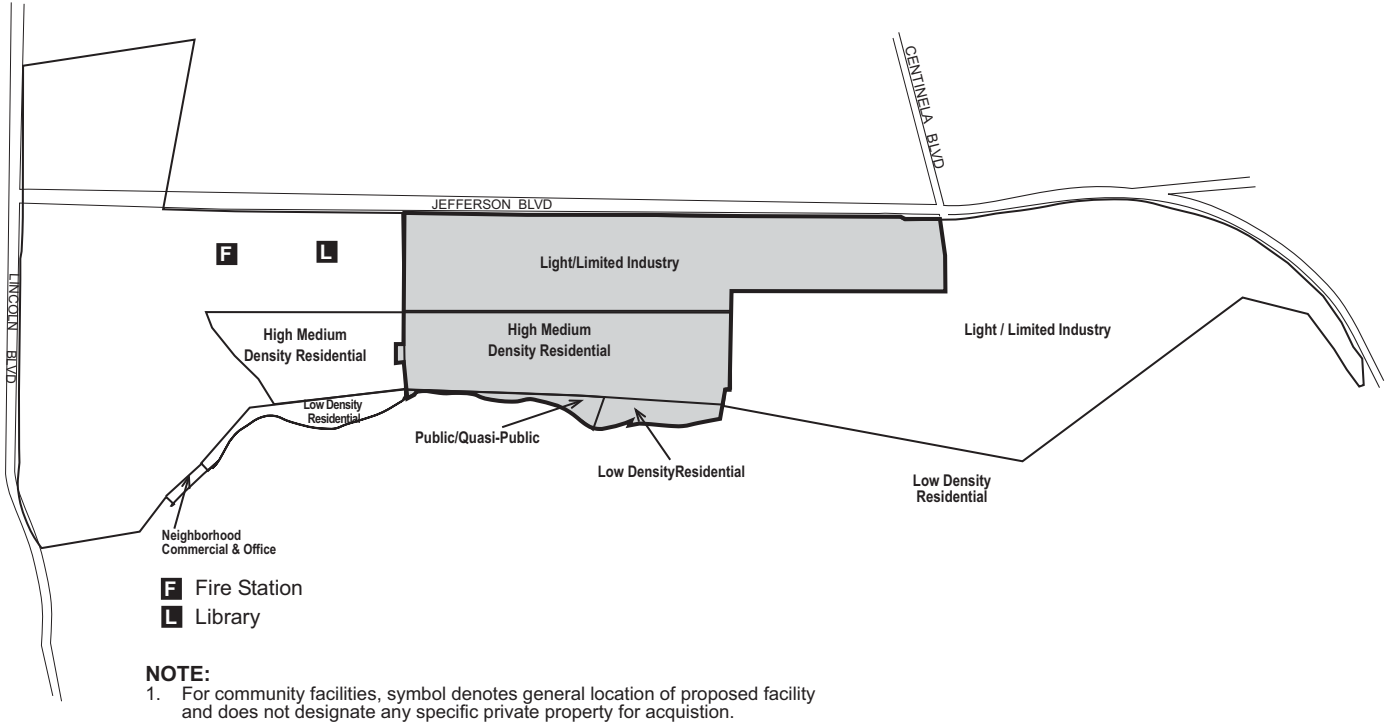 CENTINELA BLVD
JEFFERSON BLVD
F
L
Light/Limited Industry
LINCOLN BLVD
High Medium
Density Residential
High Medium
Density Residential
Light / Limited Industry
Low Density
Residential
Public/Quasi-Public
Low DensityResidential
Low Density
Residential
Neighborhood
Commercial & Office
F Fire Station
L Library
NOTE:
1. For community facilities, symbol denotes general location of proposed facility
and does not designate any specific private property for acquistion.